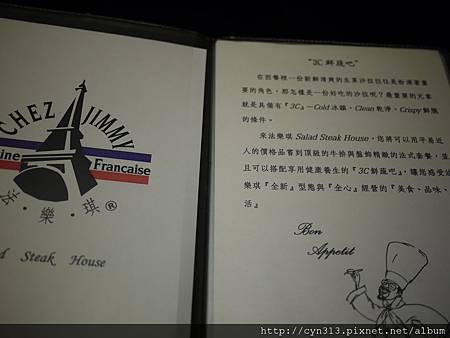 CHEZ JIMMY
ine Francaise
法·樂·琪®
d Steak House
"3C鮮蔬吧"
在西餐裡一份新鮮清爽的生菜沙拉往往是扮演著重
要的角色,那怎樣是一份好吃的沙拉呢?最重要的元素
就是具備有『3C』-Cold冰鎮、Clean乾淨、Crispy鮮脆
的條件。
來法樂琪 Salad Steak House,您將可以用平易近
人的價格品嘗到頂級的牛排與盤飾精緻的法式套餐,並
且可以搭配享用健康養生的『3C鮮蔬吧』,讓您感受法
樂琪『全新』型態與『全心』經營的『美食、品味、
活』
Bon
Appetit
http://cyn313.pixnet.net/album